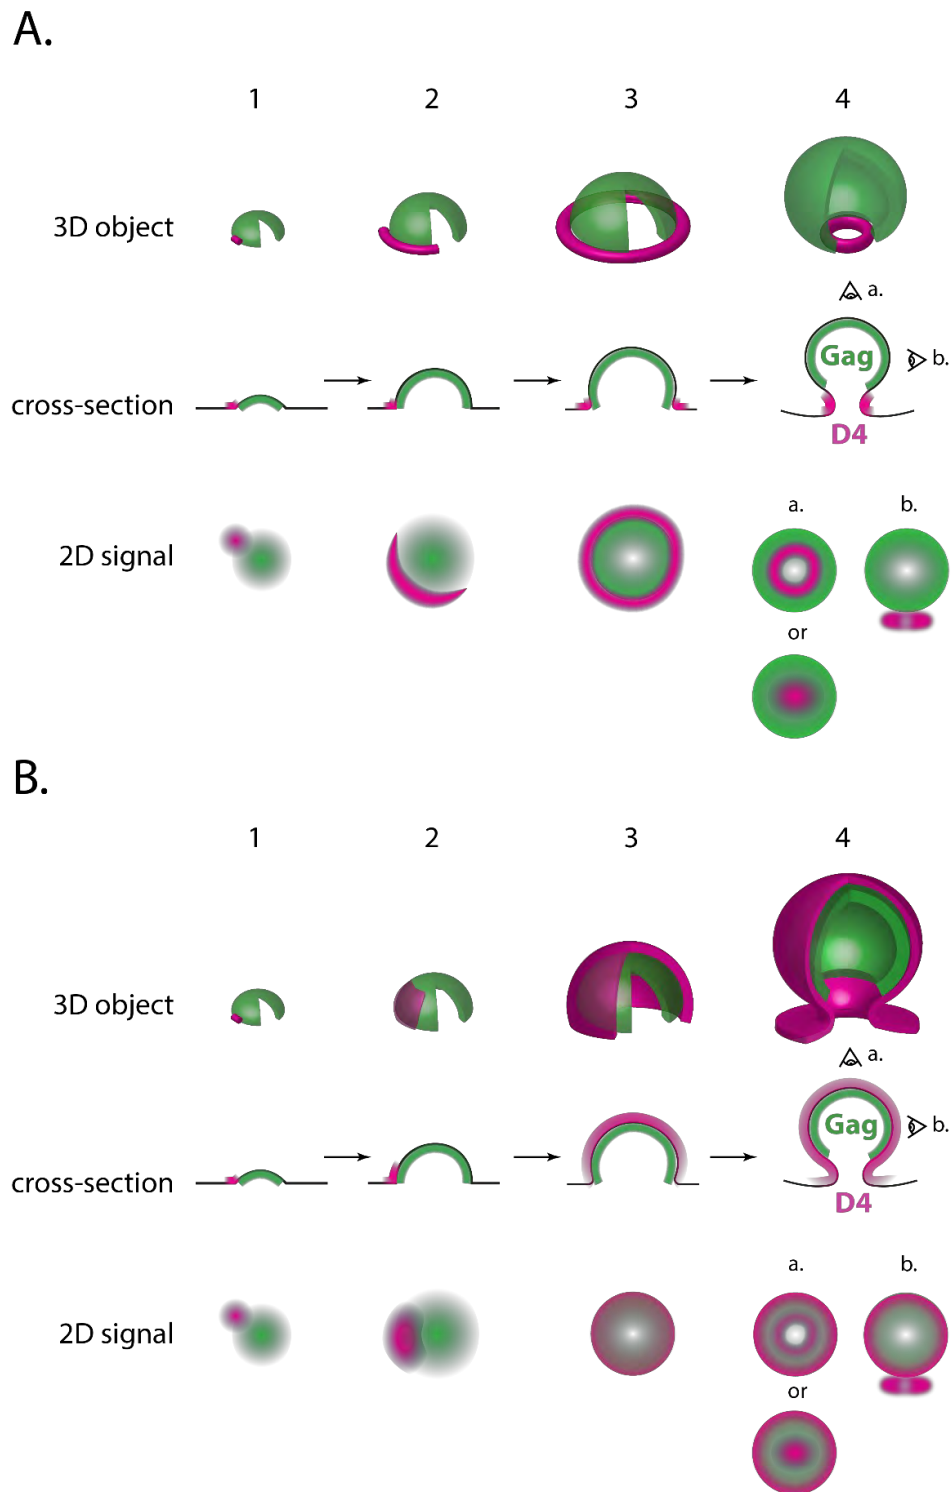 A.
1 2 3 4
3D object
a.
Gag b.
cross-section
D4
a. b.
2D signal
or
B.
1 2 3 4
3D object
a.
Gag b.
cross-section
D4
a. b.
2D signal
or